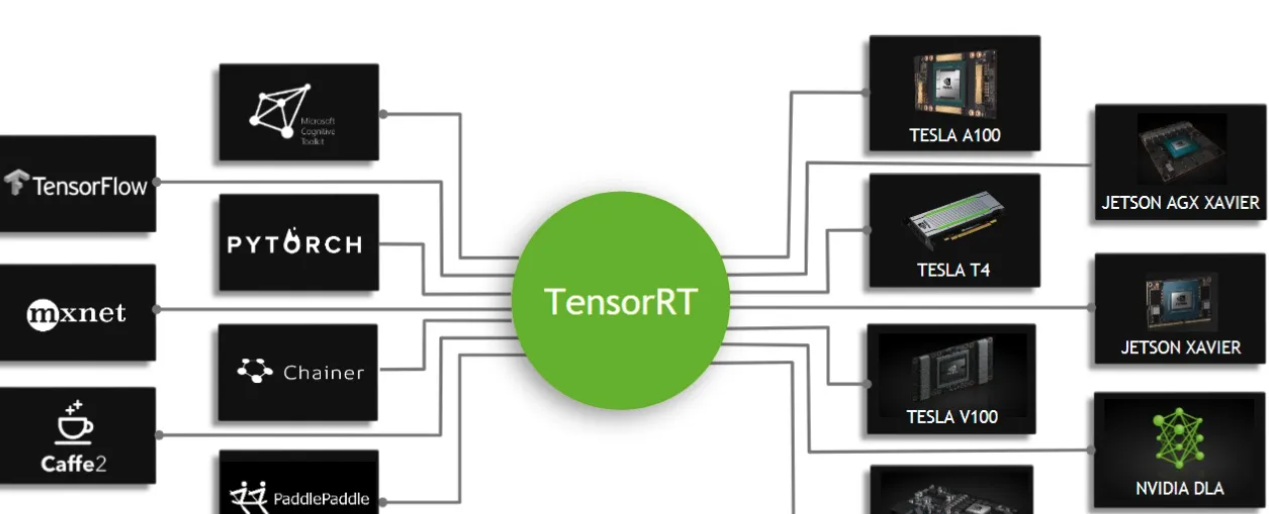 Microsoft
Cognitive
Toolkit
TensorFlow
PYTORCH
mxnet
Chainer
Caffe2
PaddlePaddle
TensorRT
TESLA A100
JETSON AGX XAVIER
TESLA T4
JETSON XAVIER
TESLA V100
NVIDIA DLA